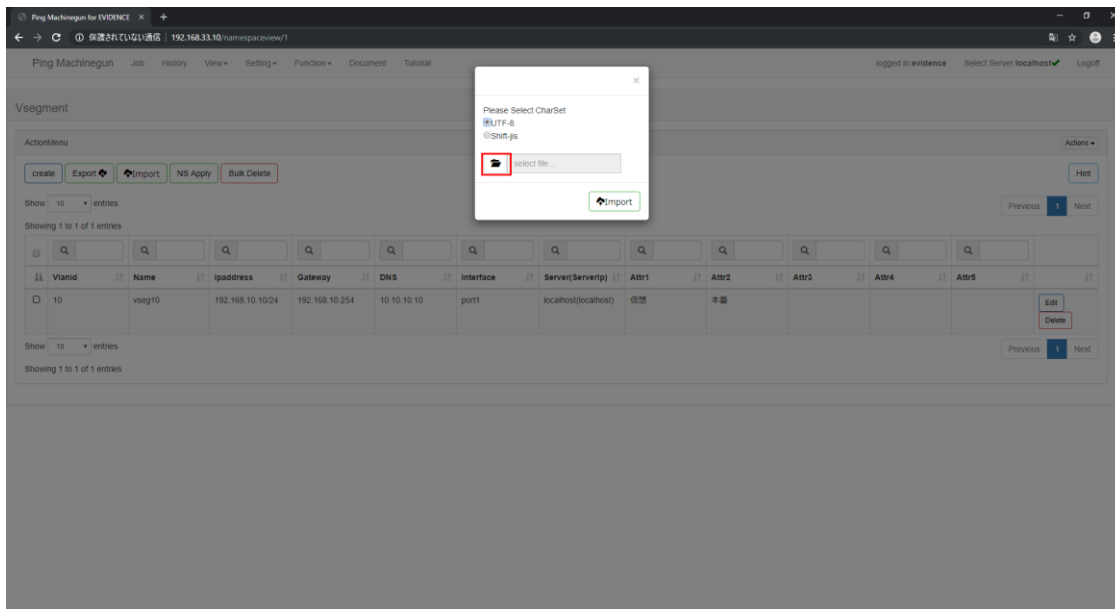 Ping Machinegun for EVIDENCE
保護されていない通信 | 192.168.33.10/namespaceview/1
Ping Machinegun Job History View Setting Function Document Tutorial logged in:evidence Select Server:localhost Logoff
Vsegment
ActionMenu Actions
create Export Import NS Apply Bulk Delete Hint
Show 10 entries Previous 1 Next
Showing 1 to 1 of 1 entries
Vlanid Name Ipaddress Gateway DNS Interface Server(ServerIp) Attr1 Attr2 Attr3 Attr4 Attr5
10 vseg10 192.168.10.10/24 192.168.10.254 10.10.10.10 port1 localhost(localhost) 仮想 本番 Edit
Delete
Show 10 entries Previous 1 Next
Showing 1 to 1 of 1 entries
×
Please Select CharSet
UTF-8
Shift-jis
select file...
Import